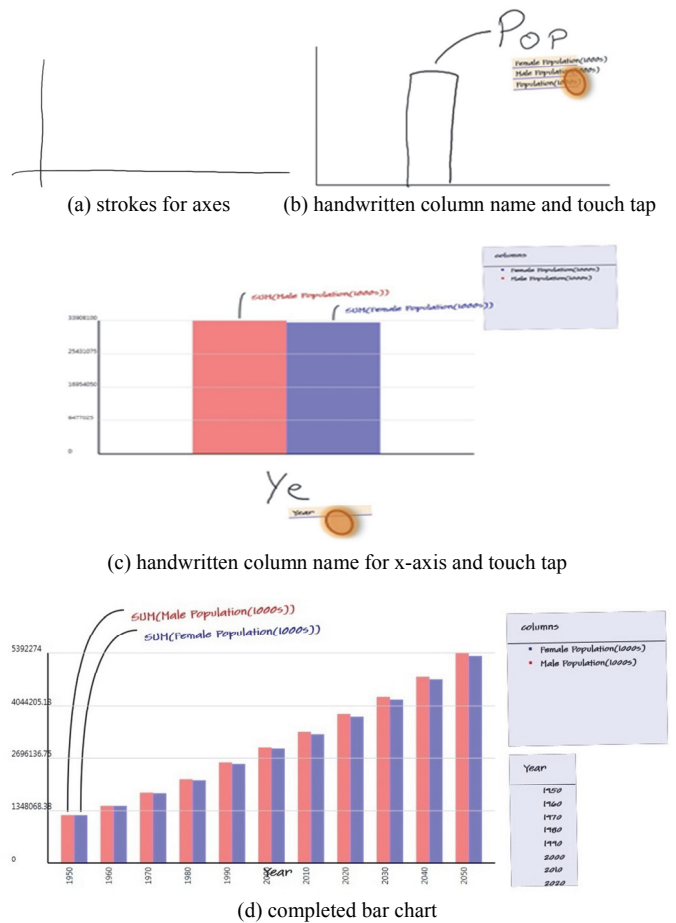 Pop
Female Population(1000s)
Male Population(1000s)
Population(1000s)
(a) strokes for axes
(b) handwritten column name and touch tap
columns
Female Population(1000s)
Male Population(1000s)
SUM(Male Population(1000s))
SUM(Female Population(1000s))
33908100
25431075
16954050
8477025
0
Ye
Year
(c) handwritten column name for x-axis and touch tap
SUM(Male Population(1000s))
SUM(Female Population(1000s))
5392274
4044205.13
2696136.75
1348068.38
0
1950
1960
1970
1980
1990
2010
2020
2030
2040
2050
Year
columns
Female Population(1000s)
Male Population(1000s)
Year
1950
1960
1970
1980
1990
2000
2010
2020
(d) completed bar chart